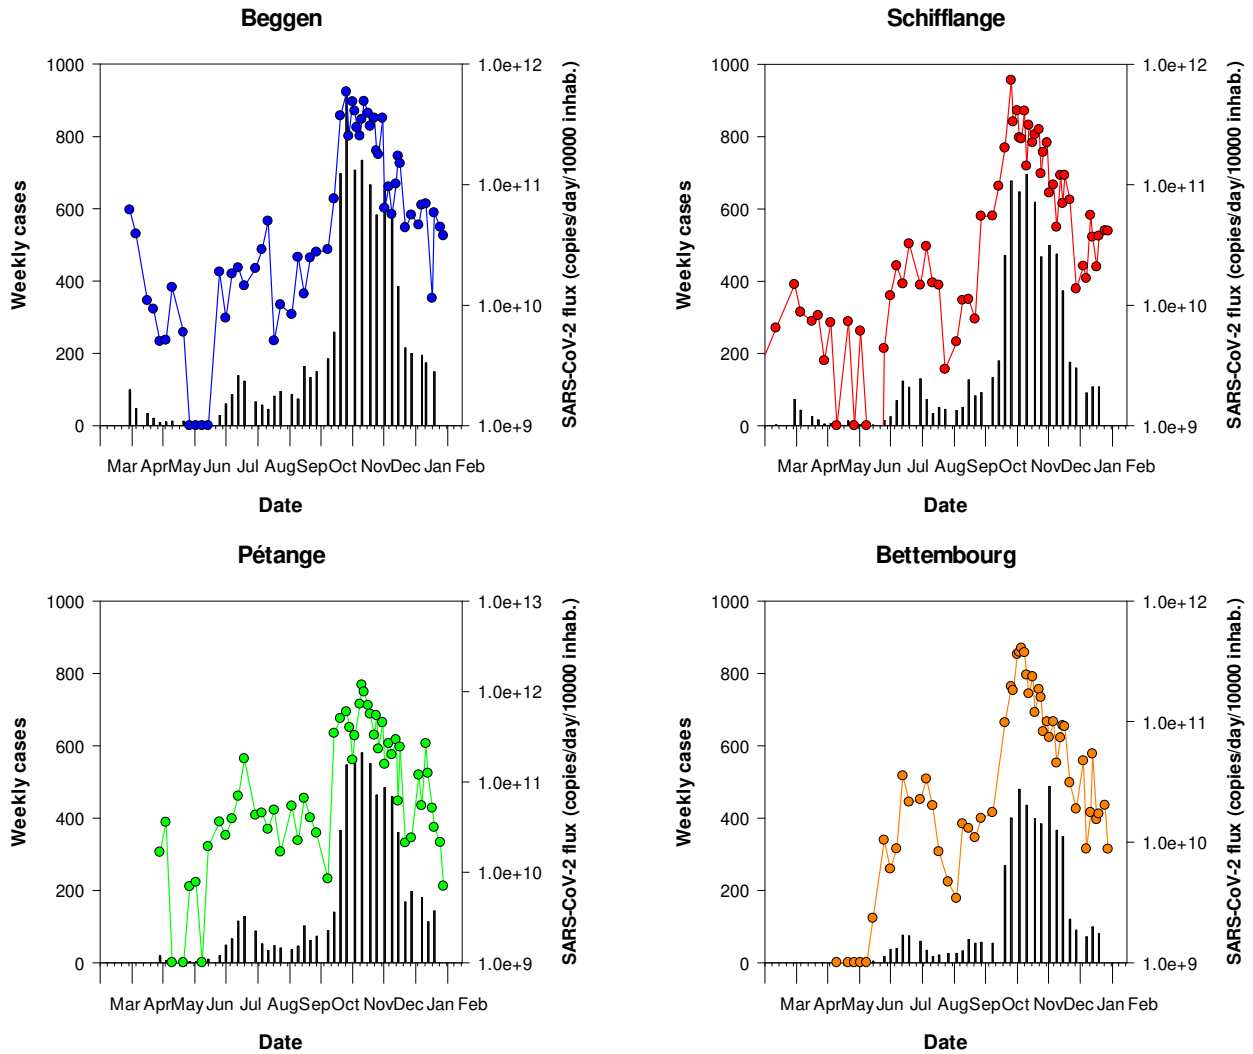 Beggen
1000
800
600
400
200
0
Weekly cases
1.0e+12
1.0e+11
1.0e+10
1.0e+9
SARS-CoV-2 flux (copies/day/10000 inhab.)
Mar Apr May Jun Jul Aug Sep Oct Nov Dec Jan Feb
Date
Schifflange
1000
800
600
400
200
0
Weekly cases
1.0e+12
1.0e+11
1.0e+10
1.0e+9
SARS-CoV-2 flux (copies/day/10000 inhab.)
Mar Apr May Jun Jul Aug Sep Oct Nov Dec Jan Feb
Date
Pétange
1000
800
600
400
200
0
Weekly cases
1.0e+13
1.0e+12
1.0e+11
1.0e+10
1.0e+9
SARS-CoV-2 flux (copies/day/10000 inhab.)
Mar Apr May Jun Jul Aug Sep Oct Nov Dec Jan Feb
Date
Bettembourg
1000
800
600
400
200
0
Weekly cases
1.0e+12
1.0e+11
1.0e+10
1.0e+9
SARS-CoV-2 flux (copies/day/10000 inhab.)
Mar Apr May Jun Jul Aug Sep Oct Nov Dec Jan Feb
Date